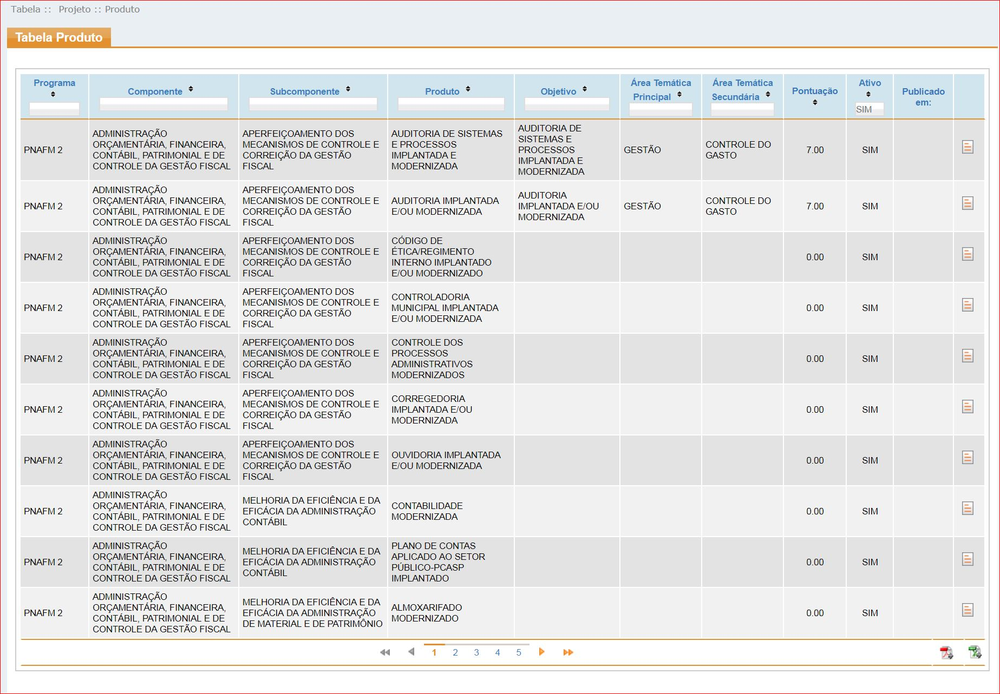 Tabela :: Projeto :: Produto
Tabela Produto
Programa
Componente
Subcomponente
Produto
Objetivo
Área Temática
Principal
Área Temática
Secundária
Pontuação
Ativo
SIM
Publicado
em:
PNAFM 2
ADMINISTRAÇÃO
ORÇAMENTÁRIA, FINANCEIRA,
CONTÁBIL, PATRIMONIAL E DE
CONTROLE DA GESTÃO FISCAL
APERFEIÇOAMENTO DOS
MECANISMOS DE CONTROLE E
CORREIÇÃO DA GESTÃO
FISCAL
AUDITORIA DE SISTEMAS
E PROCESSOS
IMPLANTADA E
MODERNIZADA
AUDITORIA DE
SISTEMAS E
PROCESSOS
IMPLANTADA E
MODERNIZADA
GESTÃO
CONTROLE DO
GASTO
7.00
SIM
PNAFM 2
ADMINISTRAÇÃO
ORÇAMENTÁRIA, FINANCEIRA,
CONTÁBIL, PATRIMONIAL E DE
CONTROLE DA GESTÃO FISCAL
APERFEIÇOAMENTO DOS
MECANISMOS DE CONTROLE E
CORREIÇÃO DA GESTÃO
FISCAL
AUDITORIA IMPLANTADA
E/OU MODERNIZADA
AUDITORIA
IMPLANTADA E/OU
MODERNIZADA
GESTÃO
CONTROLE DO
GASTO
7.00
SIM
PNAFM 2
ADMINISTRAÇÃO
ORÇAMENTÁRIA, FINANCEIRA,
CONTÁBIL, PATRIMONIAL E DE
CONTROLE DA GESTÃO FISCAL
APERFEIÇOAMENTO DOS
MECANISMOS DE CONTROLE E
CORREIÇÃO DA GESTÃO
FISCAL
CÓDIGO DE
ÉTICA/REGIMENTO
INTERNO IMPLANTADO
E/OU MODERNIZADO
0.00
SIM
PNAFM 2
ADMINISTRAÇÃO
ORÇAMENTÁRIA, FINANCEIRA,
CONTÁBIL, PATRIMONIAL E DE
CONTROLE DA GESTÃO FISCAL
APERFEIÇOAMENTO DOS
MECANISMOS DE CONTROLE E
CORREIÇÃO DA GESTÃO
FISCAL
CONTROLADORIA
MUNICIPAL IMPLANTADA
E/OU MODERNIZADA
0.00
SIM
PNAFM 2
ADMINISTRAÇÃO
ORÇAMENTÁRIA, FINANCEIRA,
CONTÁBIL, PATRIMONIAL E DE
CONTROLE DA GESTÃO FISCAL
APERFEIÇOAMENTO DOS
MECANISMOS DE CONTROLE E
CORREIÇÃO DA GESTÃO
FISCAL
CONTROLE DOS
PROCESSOS
ADMINISTRATIVOS
MODERNIZADOS
0.00
SIM
PNAFM 2
ADMINISTRAÇÃO
ORÇAMENTÁRIA, FINANCEIRA,
CONTÁBIL, PATRIMONIAL E DE
CONTROLE DA GESTÃO FISCAL
APERFEIÇOAMENTO DOS
MECANISMOS DE CONTROLE E
CORREIÇÃO DA GESTÃO
FISCAL
CORREGEDORIA
IMPLANTADA E/OU
MODERNIZADA
0.00
SIM
PNAFM 2
ADMINISTRAÇÃO
ORÇAMENTÁRIA, FINANCEIRA,
CONTÁBIL, PATRIMONIAL E DE
CONTROLE DA GESTÃO FISCAL
APERFEIÇOAMENTO DOS
MECANISMOS DE CONTROLE E
CORREIÇÃO DA GESTÃO
FISCAL
OUVIDORIA IMPLANTADA
E/OU MODERNIZADA
0.00
SIM
PNAFM 2
ADMINISTRAÇÃO
ORÇAMENTÁRIA, FINANCEIRA,
CONTÁBIL, PATRIMONIAL E DE
CONTROLE DA GESTÃO FISCAL
MELHORIA DA EFICIÊNCIA E DA
EFICÁCIA DA ADMINISTRAÇÃO
CONTÁBIL
CONTABILIDADE
MODERNIZADA
0.00
SIM
PNAFM 2
ADMINISTRAÇÃO
ORÇAMENTÁRIA, FINANCEIRA,
CONTÁBIL, PATRIMONIAL E DE
CONTROLE DA GESTÃO FISCAL
MELHORIA DA EFICIÊNCIA E DA
EFICÁCIA DA ADMINISTRAÇÃO
CONTÁBIL
PLANO DE CONTAS
APLICADO AO SETOR
PÚBLICO-PCASP
IMPLANTADO
0.00
SIM
PNAFM 2
ADMINISTRAÇÃO
ORÇAMENTÁRIA, FINANCEIRA,
CONTÁBIL, PATRIMONIAL E DE
CONTROLE DA GESTÃO FISCAL
MELHORIA DA EFICIÊNCIA E DA
EFICÁCIA DA ADMINISTRAÇÃO
DE MATERIAL E DE PATRIMÔNIO
ALMOXARIFADO
MODERNIZADO
0.00
SIM
1 2 3 4 5